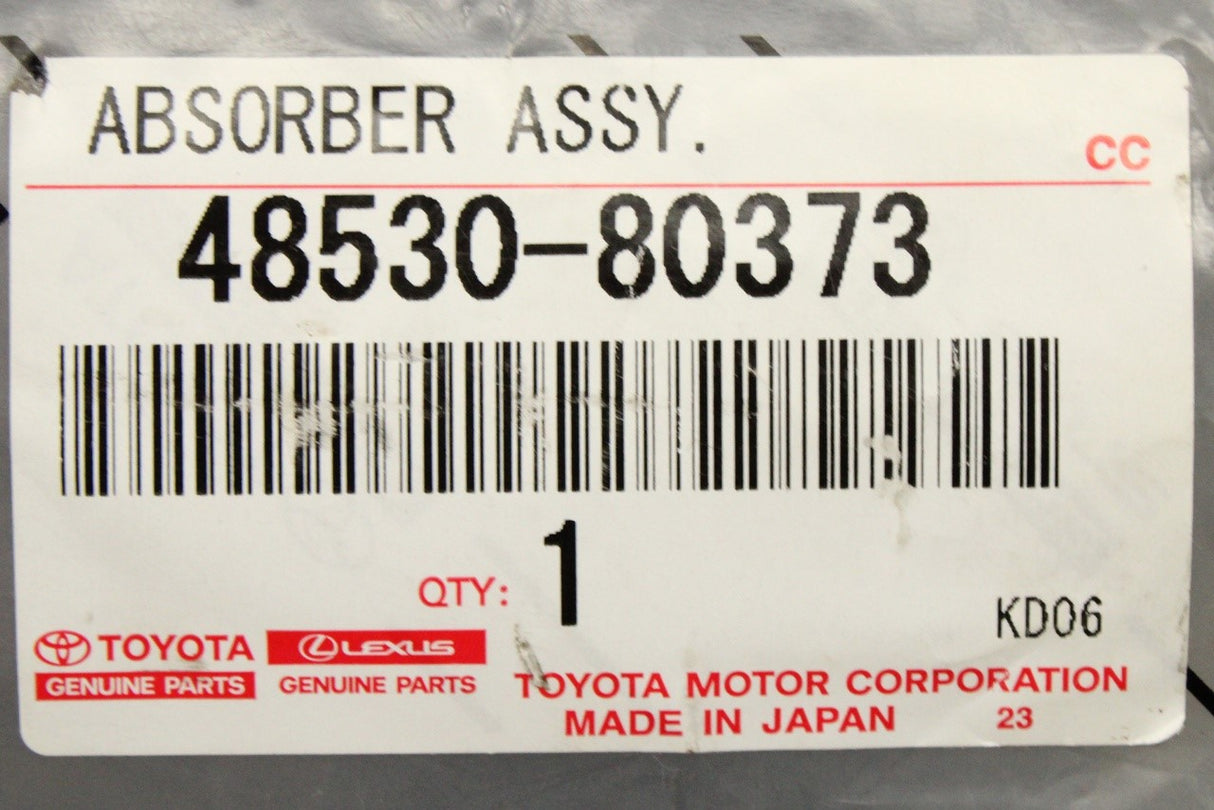 ABSORBER ASSY.
CC
48530-80373
1
QTY:
KD06
TOYOTA
GENUINE PARTS
LEXUS
GENUINE PARTS
TOYOTA MOTOR CORPORATION
MADE IN JAPAN 23